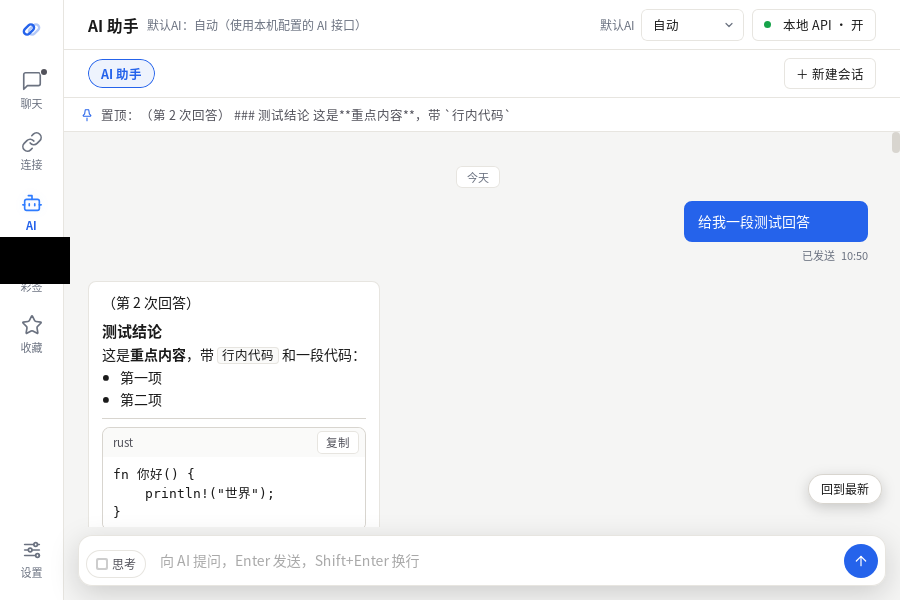 AI 助手
默认AI：自动（使用本机配置的 AI 接口）
默认AI
自动
本地 API · 开
AI 助手
新建会话
置顶：（第 2 次回答） ### 测试结论 这是**重点内容**，带 `行内代码`
聊天
连接
AI
收藏
设置
今天
给我一段测试回答
已发送 10:50
（第 2 次回答）
测试结论
这是重点内容，带 行内代码 和一段代码：
第一项
第二项
rust
复制
fn 你好() {
println!("世界");
}
回到最新
思考
向 AI 提问，Enter 发送，Shift+Enter 换行